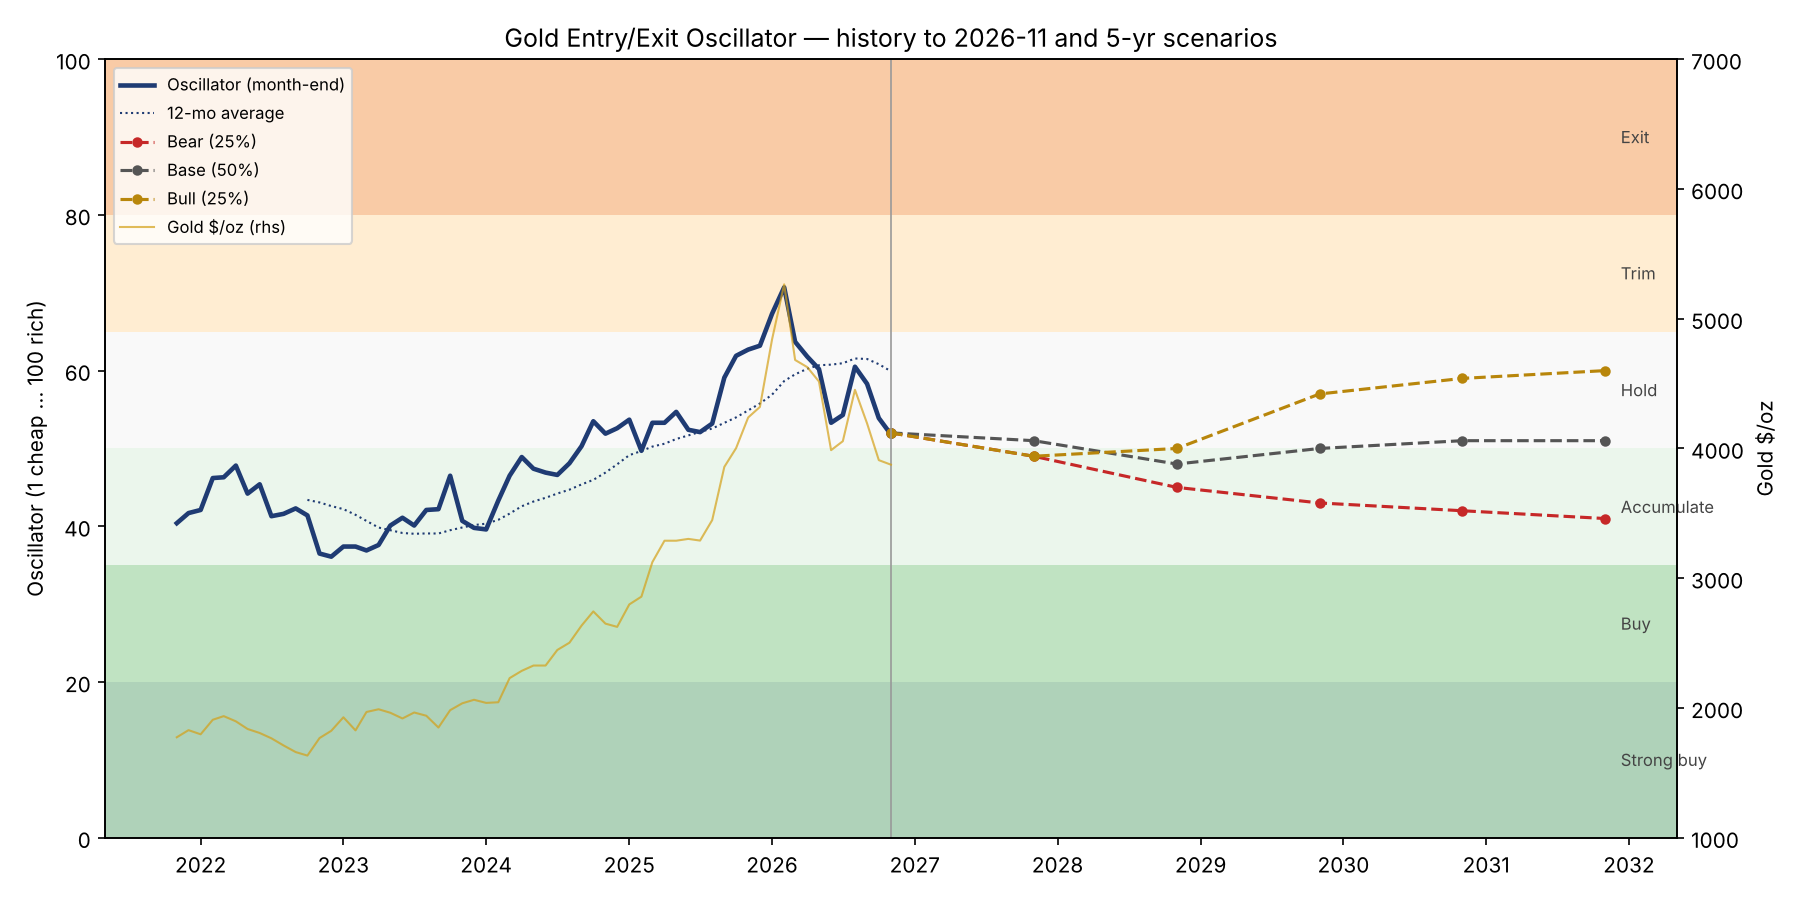 Gold Entry/Exit Oscillator — history to 2026-11 and 5-yr scenarios
Oscillator (month-end)
12-mo average
Bear (25%)
Base (50%)
Bull (25%)
Gold $/oz (rhs)
Oscillator (1 cheap ... 100 rich)
100
80
60
40
20
0
Exit
Trim
Hold
Accumulate
Buy
Strong buy
7000
6000
5000
4000
3000
2000
1000
Gold $/oz
2022
2023
2024
2025
2026
2027
2028
2029
2030
2031
2032